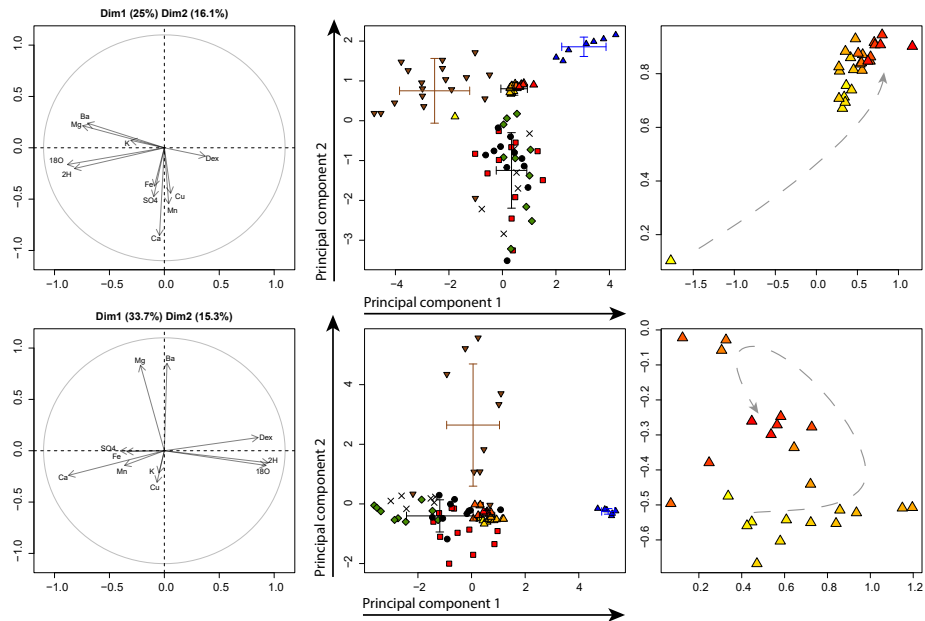 Dim1 (25%) Dim2 (16.1%)
1.0
0.5
0.0
−0.5
−1.0
−1.0 −0.5 0.0 0.5 1.0
Ba
Mg
K
18O
2H
Dex
Fe
SO4
Cu
Mn
Ca
Principal component 2
2
1
0
−1
−2
−3
−4 −2 0 2 4
Principal component 1
0.8
0.6
0.4
0.2
−1.5 −1.0 −0.5 0.0 0.5 1.0
Dim1 (33.7%) Dim2 (15.3%)
1.0
0.5
0.0
−0.5
−1.0
−1.0 −0.5 0.0 0.5 1.0
Mg
Ba
Dex
SO4
Fe
2H
18O
Mn
K
Ca
Cu
Principal component 2
4
2
0
−2
−2 0 2 4
Principal component 1
0.0
−0.1
−0.3
−0.5
−0.6
0.2 0.4 0.6 0.8 1.0 1.2